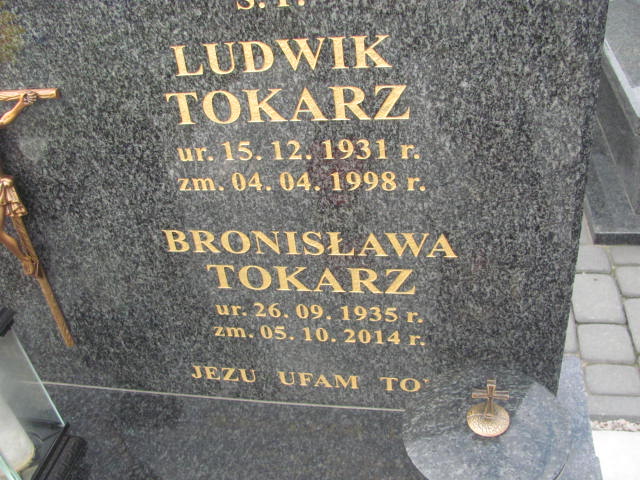 Ś. P.
LUDWIK
TOKARZ
ur. 15. 12. 1931 r.
zm. 04. 04. 1998 r.
BRONISŁAWA
TOKARZ
ur. 26. 09. 1935 r.
zm. 05. 10. 2014 r.
JEZU UFAM